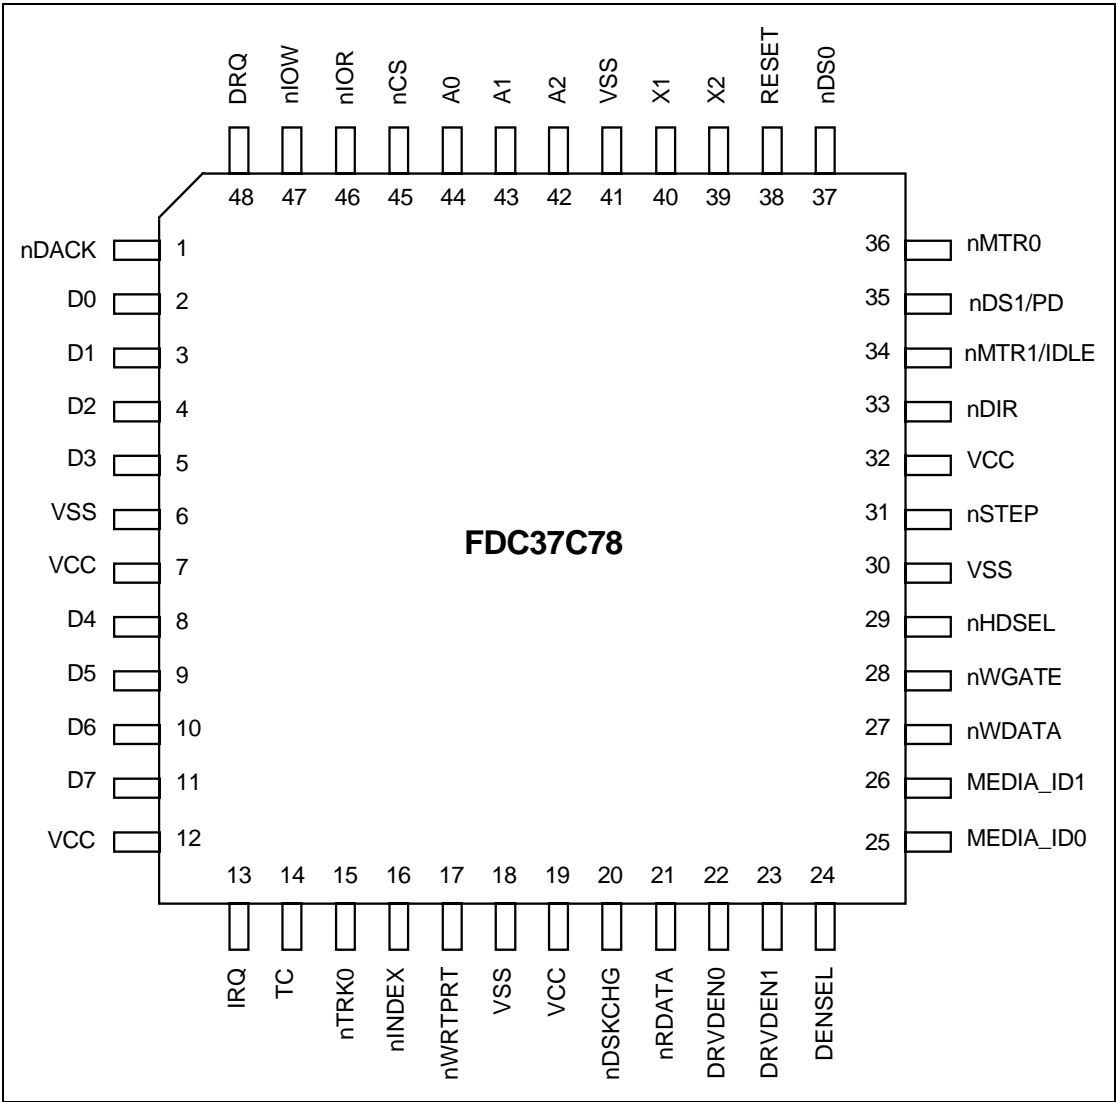 DRQ nIOW nIOR nCS A0 A1 A2 VSS X1 X2 RESET nDS0
48 47 46 45 44 43 42 41 40 39 38 37
nDACK 1 36 nMTR0
D0 2 35 nDS1/PD
D1 3 34 nMTR1/IDLE
D2 4 33 nDIR
D3 5 32 VCC
VSS 6 31 nSTEP
FDC37C78
VCC 7 30 VSS
D4 8 29 nHDSEL
D5 9 28 nWGATE
D6 10 27 nWDATA
D7 11 26 MEDIA_ID1
VCC 12 25 MEDIA_ID0
13 14 15 16 17 18 19 20 21 22 23 24
IRQ TC nTRK0 nINDEX nWRTPRT VSS VCC nDSKCHG nRDATA DRVDEN0 DRVDEN1 DENSEL